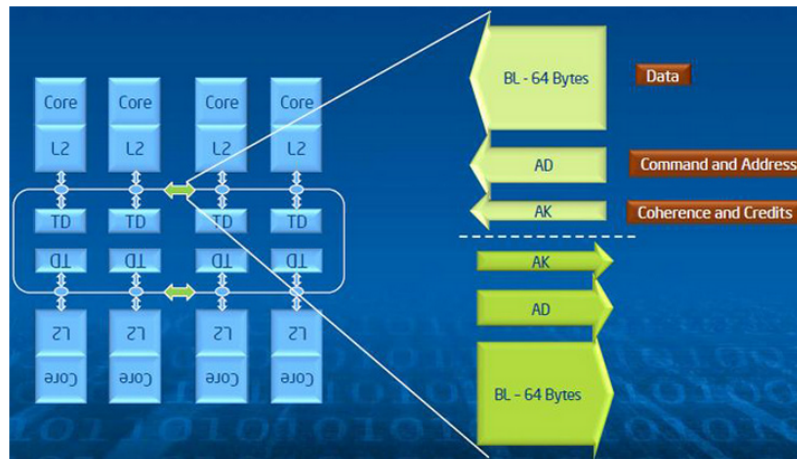 Core Core Core Core
L2 L2 L2 L2
TD TD TD TD
TD TD TD TD
L2 L2 L2 L2
Core Core Core Core
BL - 64 Bytes
Data
AD
Command and Address
AK
Coherence and Credits
AK
AD
BL – 64 Bytes